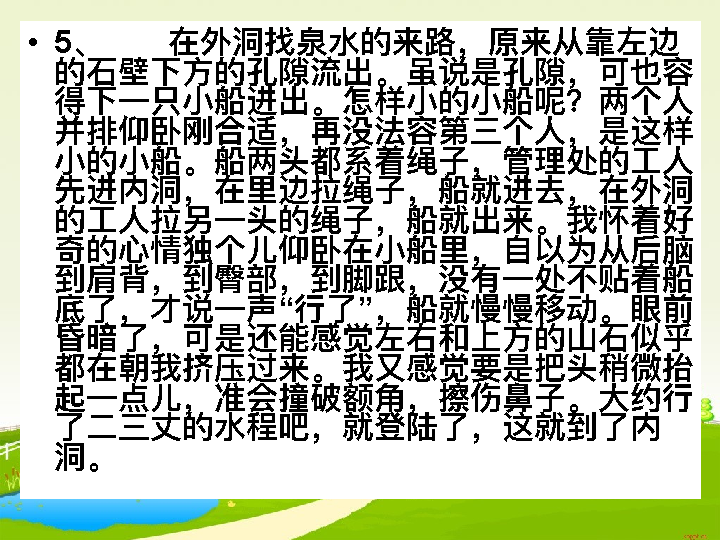 • 5、 在外洞找泉水的来路，原来从靠左边
的石壁下方的孔隙流出。虽说是孔隙，可也容
得下一只小船进出。怎样小的小船呢？两个人
并排仰卧刚合适，再没法容第三个人，是这样
小的小船。船两头都系着绳子，管理处的工人
先进内洞，在里边拉绳子，船就进去，在外洞
的工人拉另一头的绳子，船就出来。我怀着好
奇的心情独个儿仰卧在小船里，自以为从后脑
到肩背，到臀部，到脚跟，没有一处不贴着船
底了，才说一声“行了”，船就慢慢移动。眼前
昏暗了，可是还能感觉左右和上方的山石似乎
都在朝我挤压过来。我又感觉要是把头稍微抬
起一点儿，准会撞破额角，擦伤鼻子。大约行
了二三丈的水程吧，就登陆了，这就到了内
洞。